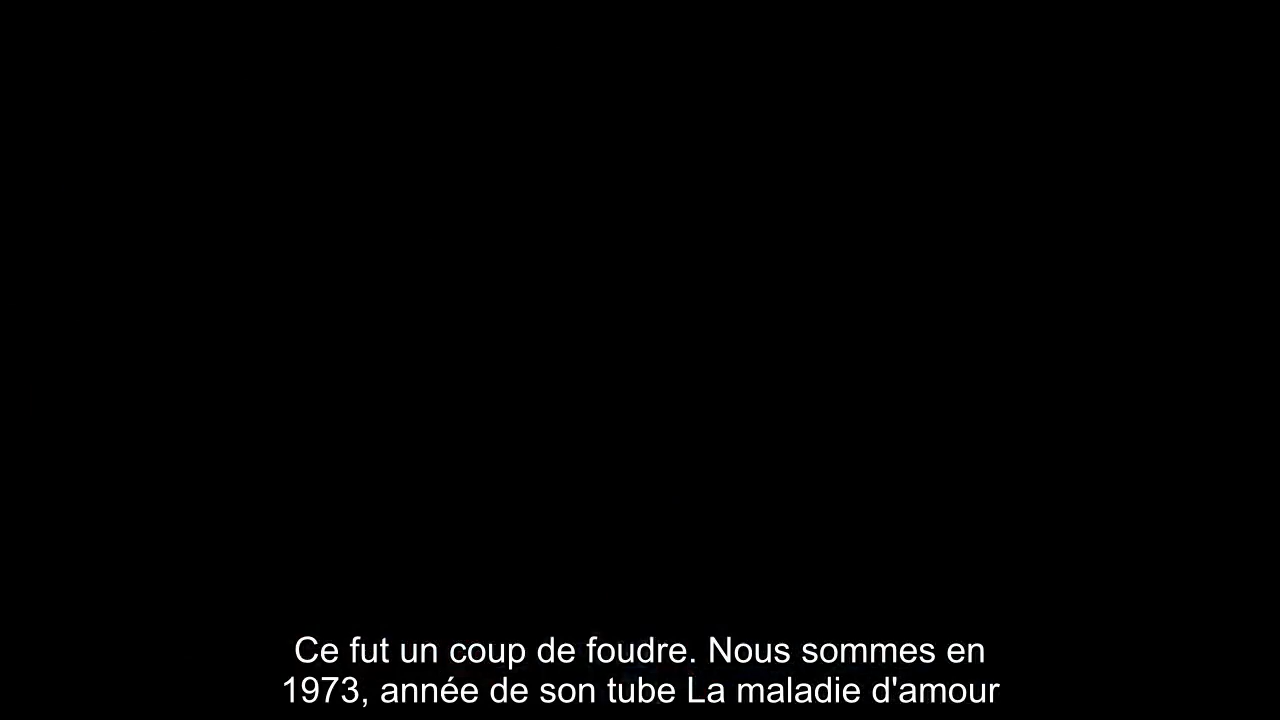 Ce fut un coup de foudre. Nous sommes en
1973, année de son tube La maladie d'amour